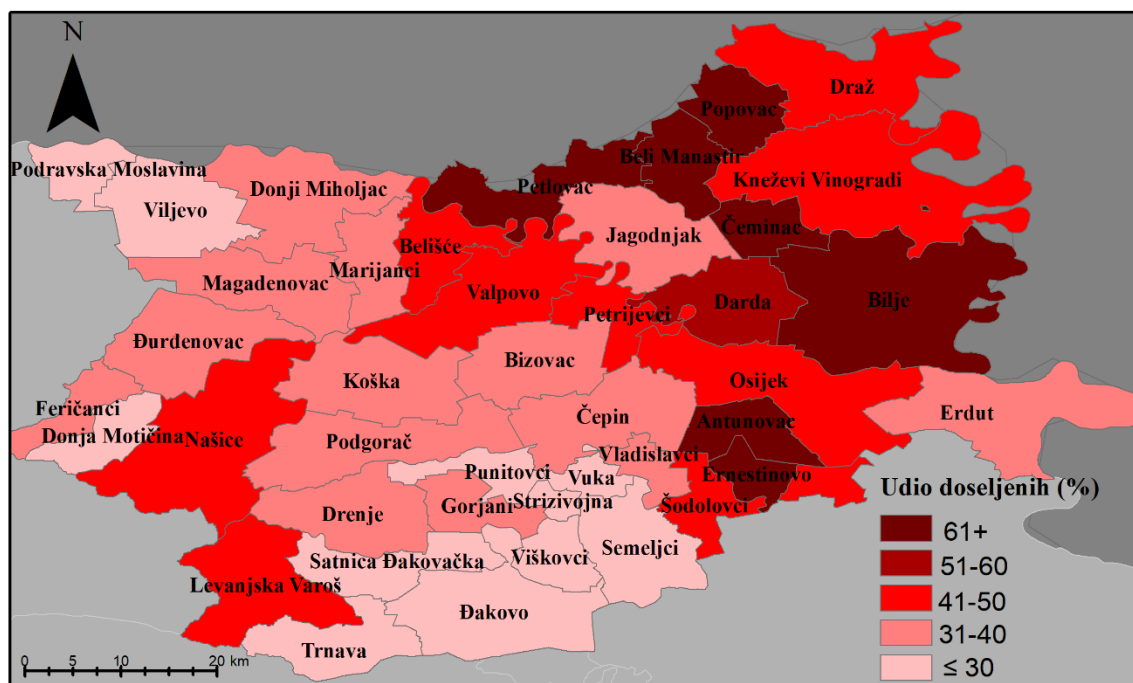 N
Draž
Popovac
Podravska Moslavina
Beli Manastir
Donji Miholjac
Petlovac
Kneževi Vinogradi
Viljevo
Čeminac
Jagodnjak
Belišće
Marijanci
Magadenovac
Valpovo
Darda
Bilje
Petrijevci
Đurđenovac
Bizovac
Koška
Osijek
Feričanci
Čepin
Erdut
Antunovac
Donja Motičina
Našice
Podgorač
Vladislavci
Punitovci
Vuka
Ernestinovo
Udio doseljenih (%)
Gorjani
Strizivojna
Šodolovci
Drenje
61+
Semeljci
Viškovci
Satnica Đakovačka
51-60
Levanjska Varoš
41-50
Đakovo
31-40
Trnava
≤ 30
0 5 10 20 km